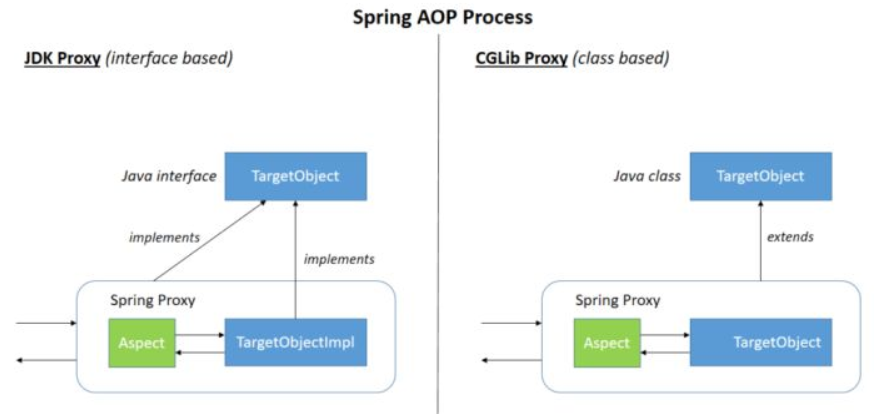 Spring AOP Process
JDK Proxy (interface based)
Java interface
TargetObject
implements
implements
Spring Proxy
Aspect
TargetObjectImpl
CGLib Proxy (class based)
Java class
TargetObject
extends
Spring Proxy
Aspect
TargetObject